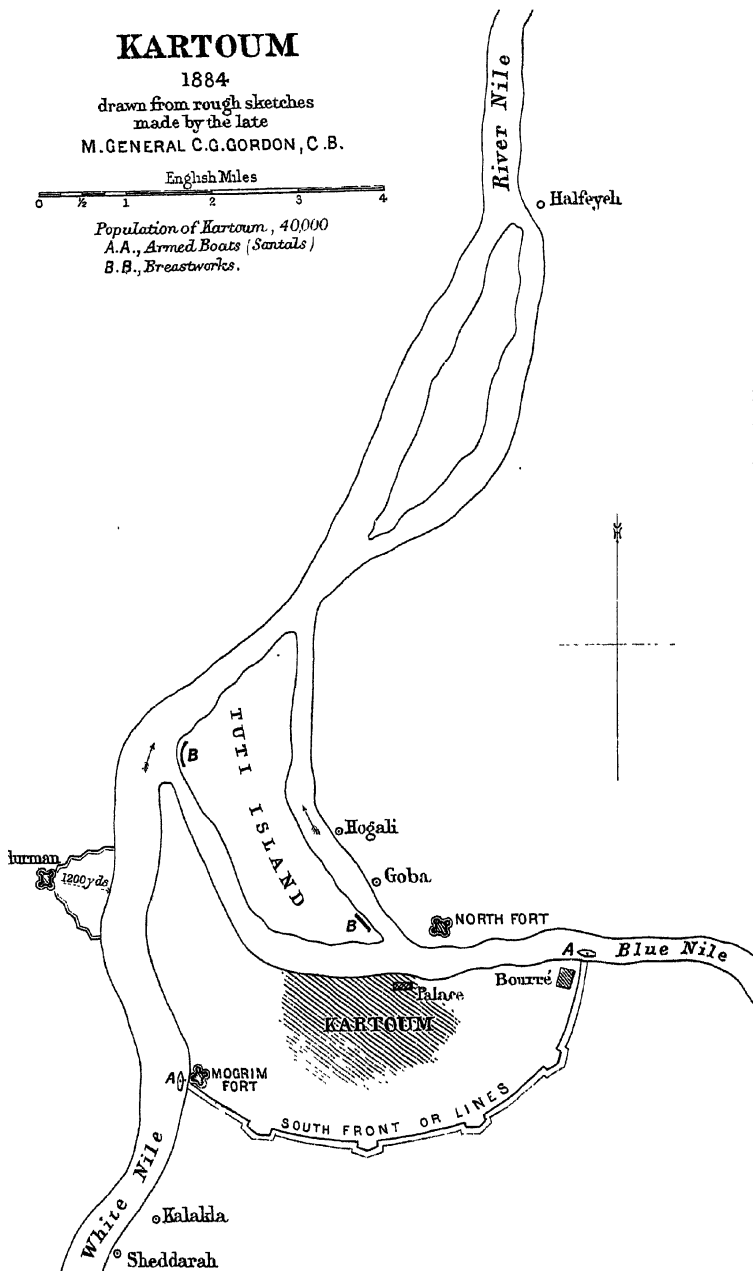 KARTOUM
1884
drawn from rough sketches
made by the late
M.GENERAL C.G.GORDON, C.B.
English Miles
0 ½ 1 2 3 4
Population of Kartoum, 40,000
A.A., Armed Boats (Santals)
B.B., Breastworks.
River Nile
Halfeyeh
TUTI ISLAND
B
Hogali
durman
1200yds
Goba
B
NORTH FORT
A
Blue Nile
Bourré
Palace
KARTOUM
A
MOGRIM
FORT
SOUTH FRONT OR LINES
White Nile
Kalakla
Sheddarah